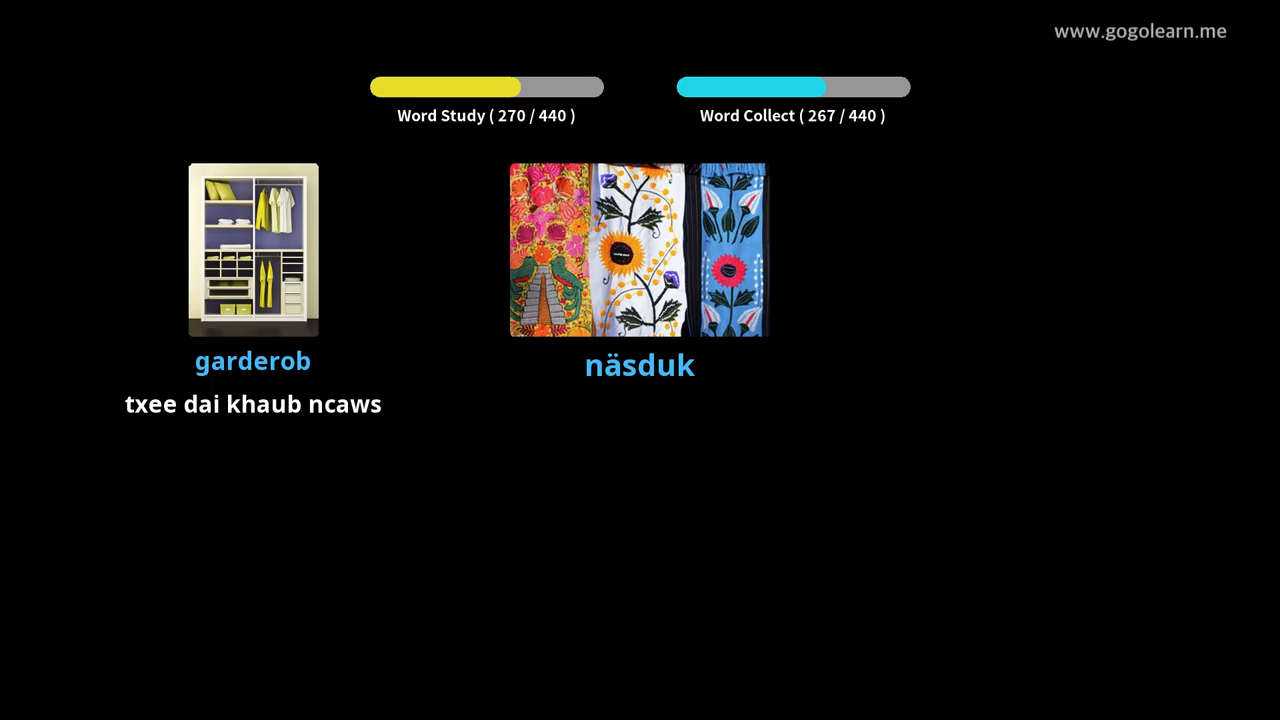 www.gogolearn.me
Word Study ( 270 / 440 )
Word Collect ( 267 / 440 )
garderob
näsduk
txee dai khaub ncaws